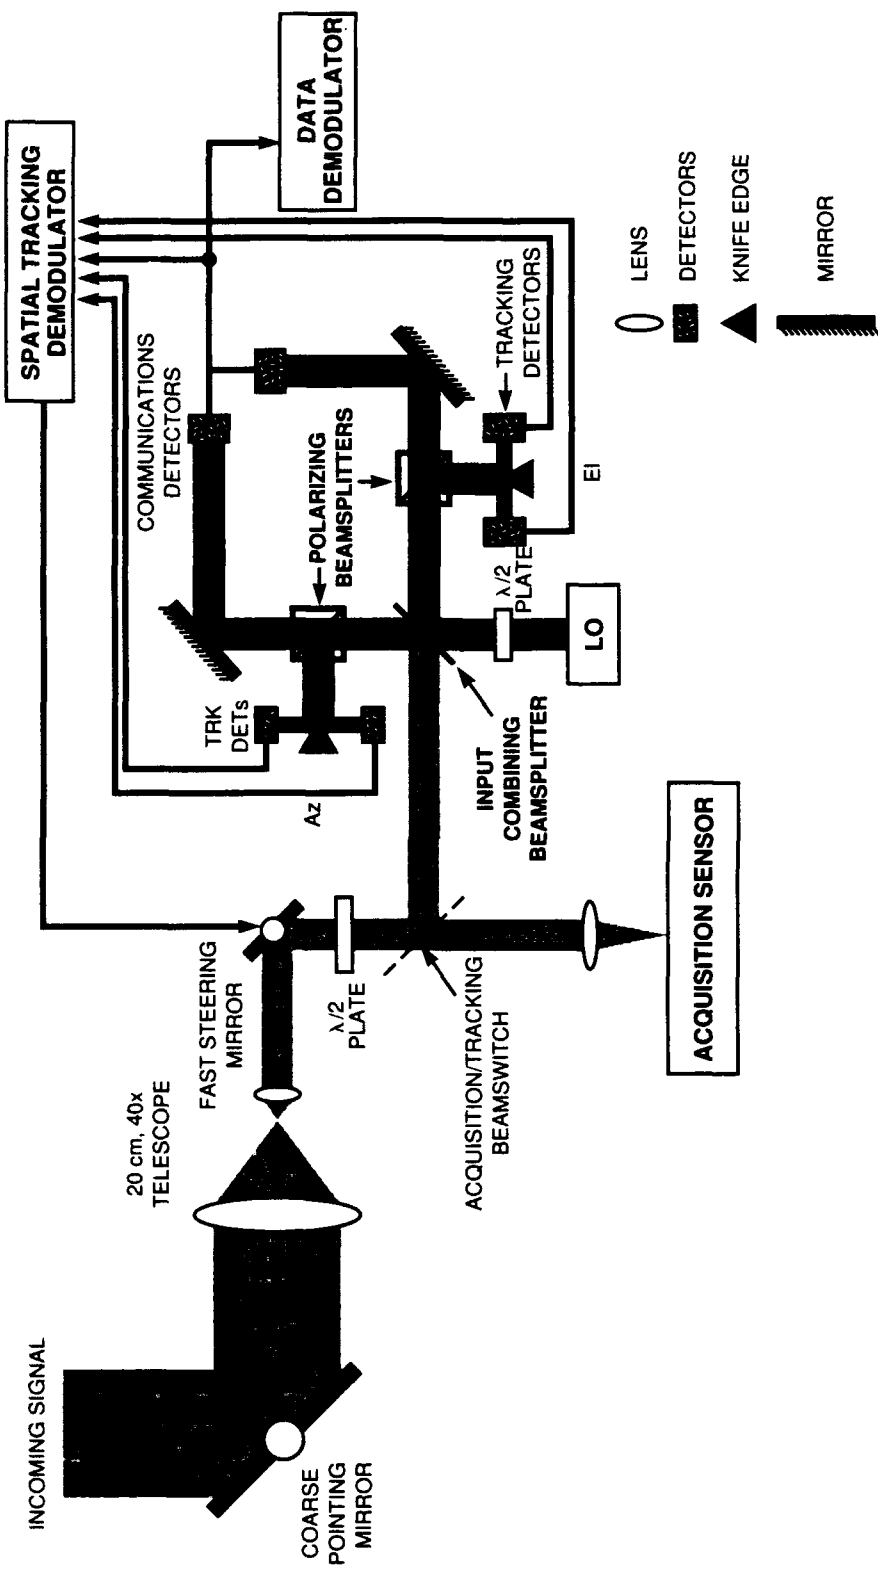 INCOMING SIGNAL
COARSE
POINTING
MIRROR
20 cm, 40x
TELESCOPE
FAST STEERING
MIRROR
λ/2
PLATE
ACQUISITION/TRACKING
BEAMSWITCH
ACQUISITION SENSOR
SPATIAL TRACKING
DEMODULATOR
Az
TRK
DETs
INPUT
COMBINING
BEAMSPLITTER
LO
λ/2
PLATE
COMMUNICATIONS
DETECTORS
POLARIZING
BEAMSPLITTERS
El
TRACKING
DETECTORS
DATA
DEMODULATOR
LENS
DETECTORS
KNIFE EDGE
MIRROR